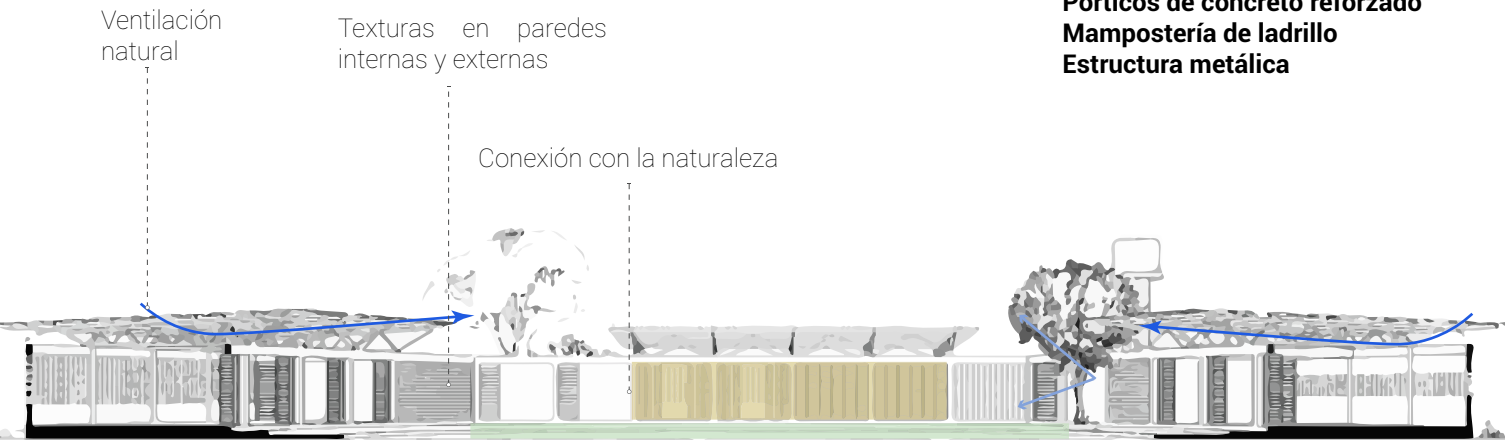 Ventilación
natural
Texturas en paredes
internas y externas
Conexión con la naturaleza
Pórticos de concreto reforzado
Mampostería de ladrillo
Estructura metálica